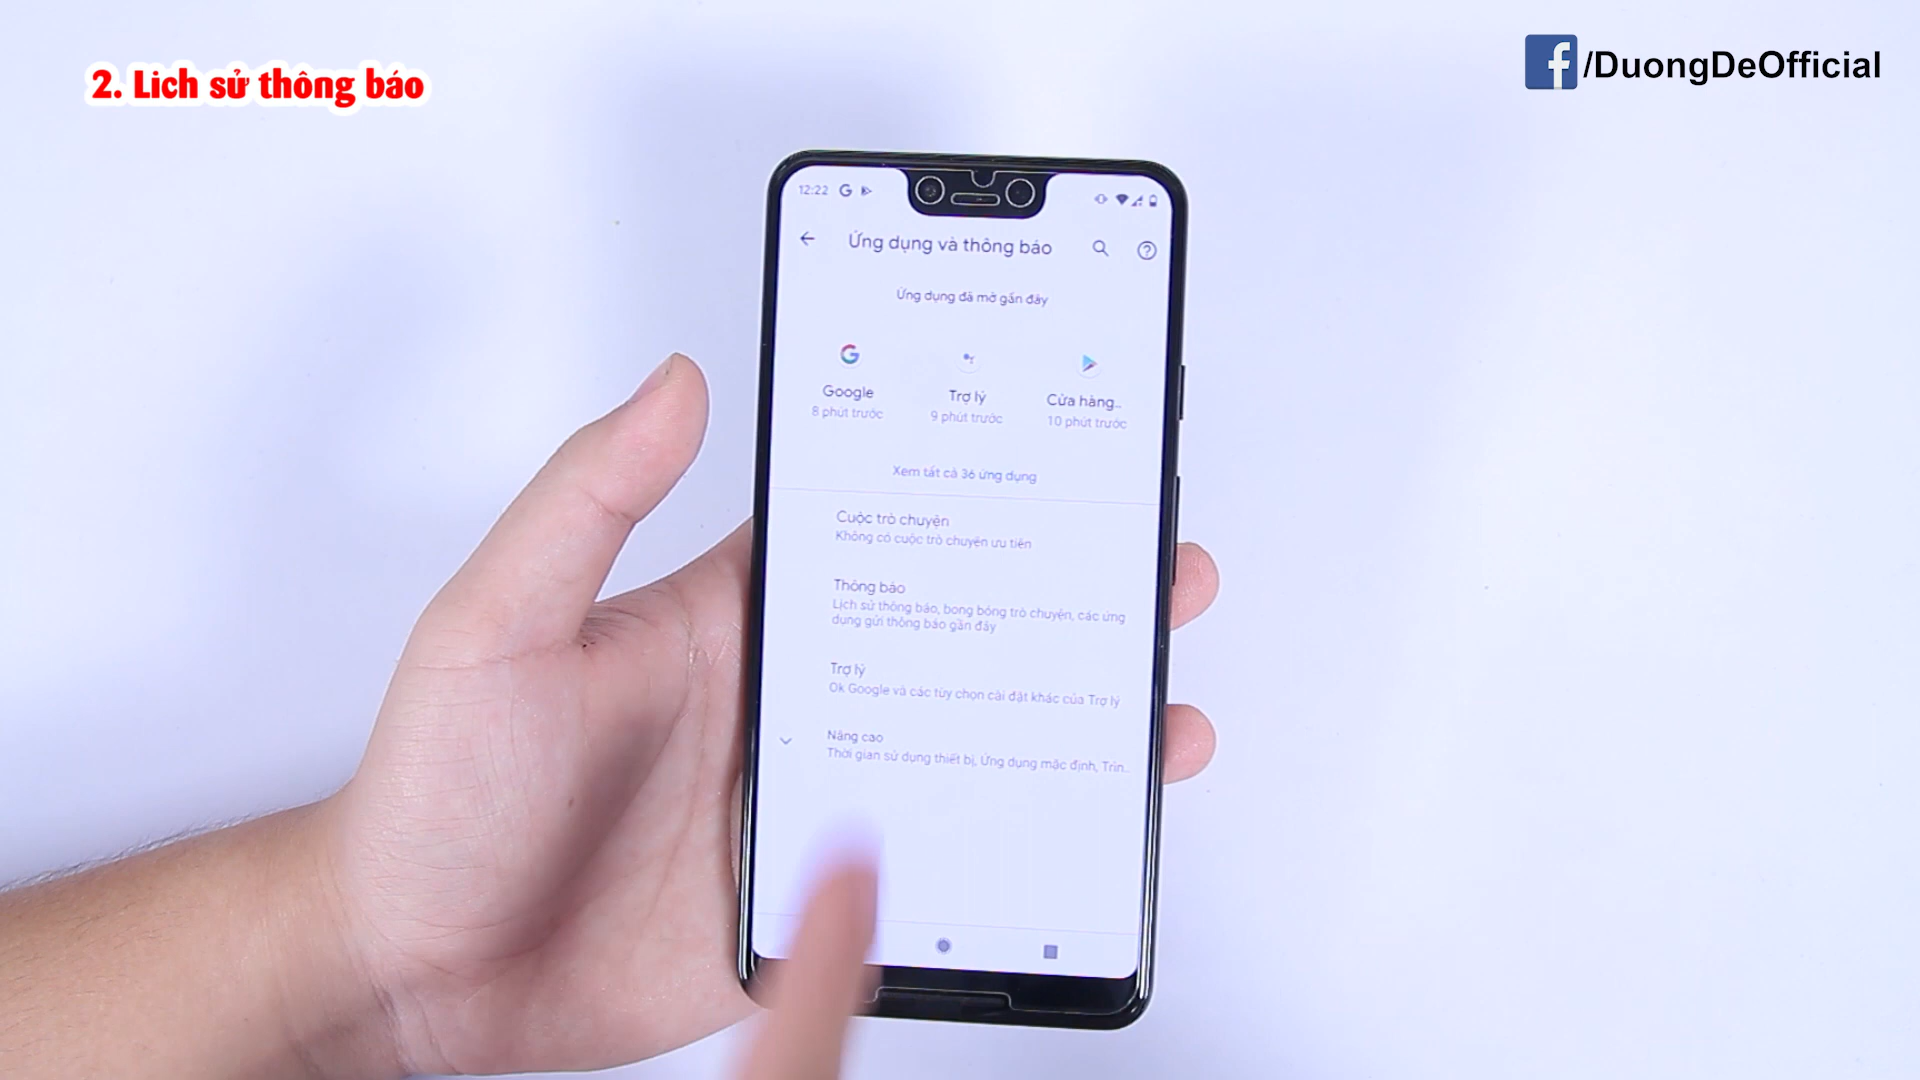 2. Lich sử thông báo
f/DuongDeOfficial
12:22
Ứng dụng và thông báo
Ứng dụng đã mở gần đây
Google
8 phút trước
Trợ lý
9 phút trước
Cửa hàng...
10 phút trước
Xem tất cả 36 ứng dụng
Cuộc trò chuyện
Không có cuộc trò chuyện ưu tiên
Thông báo
Lịch sử thông báo, bong bóng trò chuyện, các ứng
dụng gửi thông báo gần đây
Trợ lý
Ok Google và các tùy chọn cài đặt khác của Trợ lý
Nâng cao
Thời gian sử dụng thiết bị, Ứng dụng mặc định, Trìn...